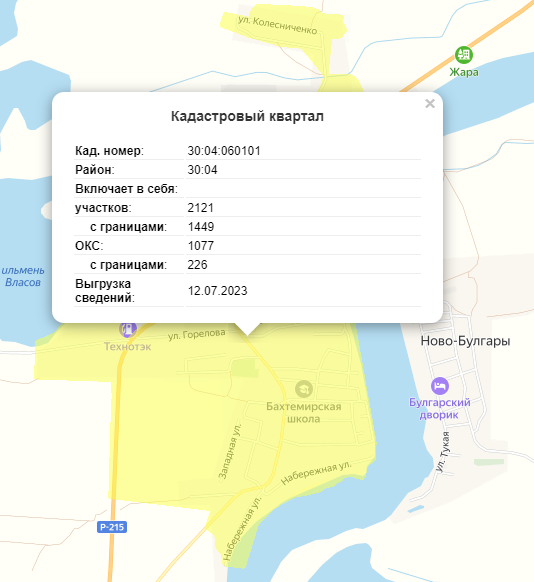 ул. Колесниченко
Жара
×
Кадастровый квартал
Кад. номер: 30:04:060101
Район: 30:04
Включает в себя:
участков: 2121
с границами: 1449
ОКС: 1077
с границами: 226
Выгрузка
сведений: 12.07.2023
ильмень
Власов
Технотэк
ул. Горелова
Ново-Булгары
Бахтемирская
школа
Булгарский
дворик
Западная ул.
ул. Тукая
Набережная ул.
Р-215
Набережная ул.